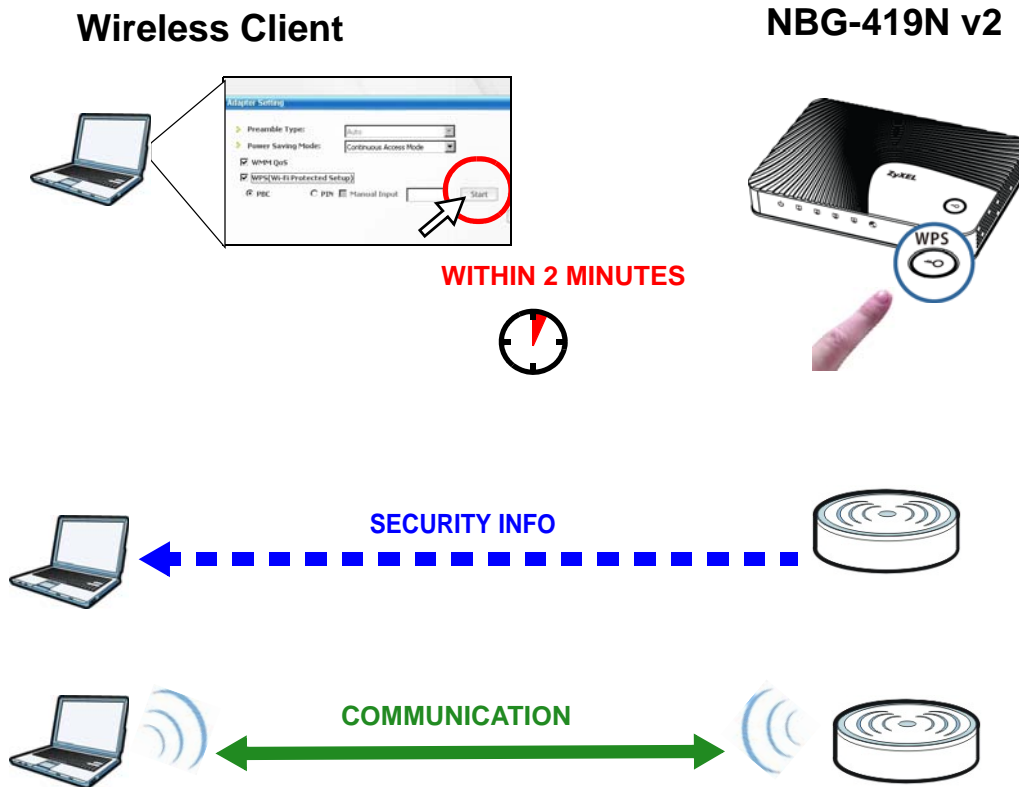 Wireless Client
NBG-419N v2
Adapter Setting
Preamble Type: Auto
Power Saving Mode: Continuous Access Mode
WMM QoS
WPS(Wi-Fi Protected Setup)
PBC PIN Manual Input Start
ZyXEL
WPS
WITHIN 2 MINUTES
SECURITY INFO
COMMUNICATION